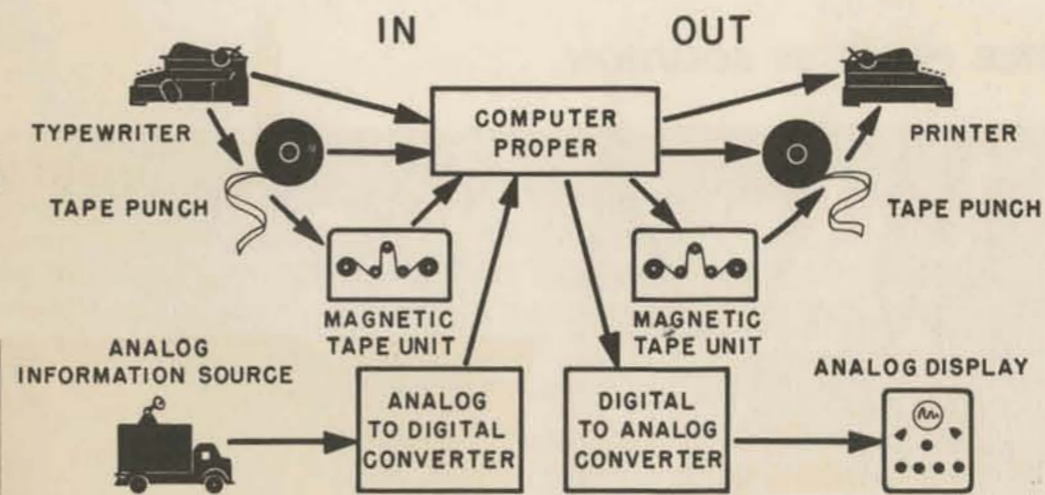 IN
OUT
TYPEWRITER
COMPUTER
PROPER
PRINTER
TAPE PUNCH
TAPE PUNCH
MAGNETIC
TAPE UNIT
MAGNETIC
TAPE UNIT
ANALOG
INFORMATION SOURCE
ANALOG
TO DIGITAL
CONVERTER
DIGITAL
TO ANALOG
CONVERTER
ANALOG DISPLAY